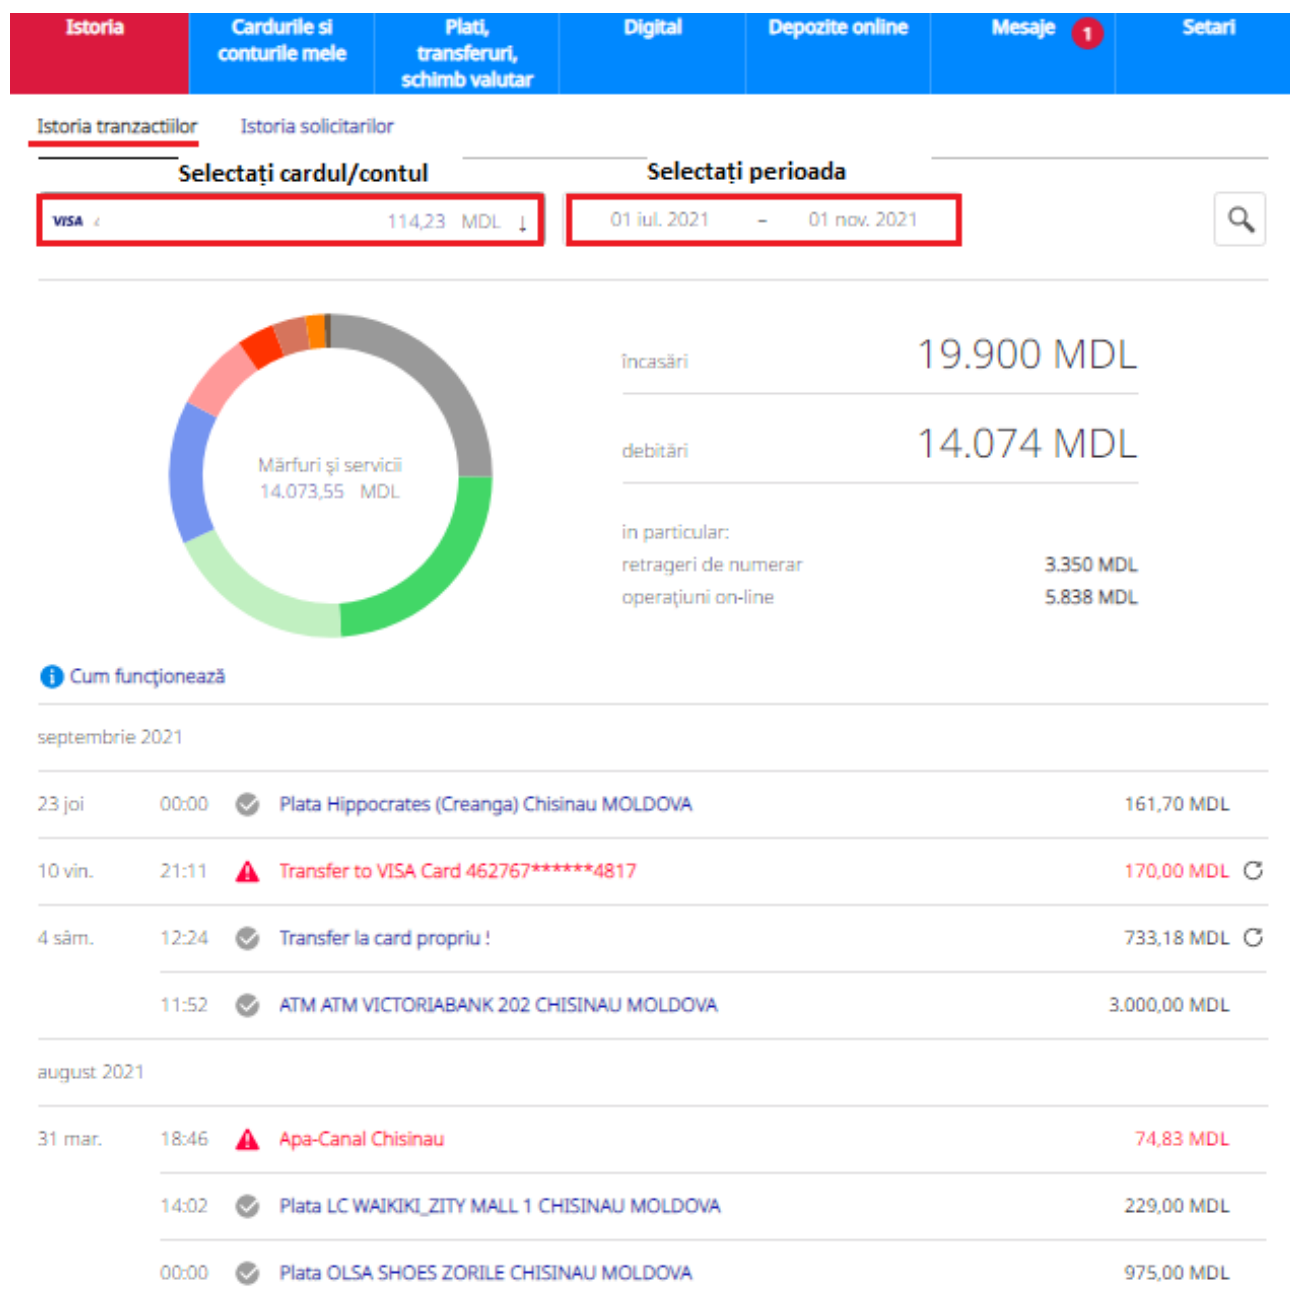 Istoria
Cardurile si conturile mele
Plati, transferuri, schimb valutar
Digital
Depozite online
Mesaje 1
Setari
Istoria tranzactiilor Istoria solicitarilor
Selectați cardul/contul Selectați perioada
VISA 114,23 MDL ↓ 01 iul. 2021 – 01 nov. 2021
încasări 19.900 MDL
debitări 14.074 MDL
Mărfuri şi servicii
14.073,55 MDL
in particular:
retrageri de numerar 3.350 MDL
operaţiuni on-line 5.838 MDL
Cum funcţionează
septembrie 2021
23 joi 00:00 Plata Hippocrates (Creanga) Chisinau MOLDOVA 161,70 MDL
10 vin. 21:11 Transfer to VISA Card 462767******4817 170,00 MDL
4 sâm. 12:24 Transfer la card propriu ! 733,18 MDL
11:52 ATM ATM VICTORIABANK 202 CHISINAU MOLDOVA 3.000,00 MDL
august 2021
31 mar. 18:46 Apa-Canal Chisinau 74,83 MDL
14:02 Plata LC WAIKIKI_ZITY MALL 1 CHISINAU MOLDOVA 229,00 MDL
00:00 Plata OLSA SHOES ZORILE CHISINAU MOLDOVA 975,00 MDL